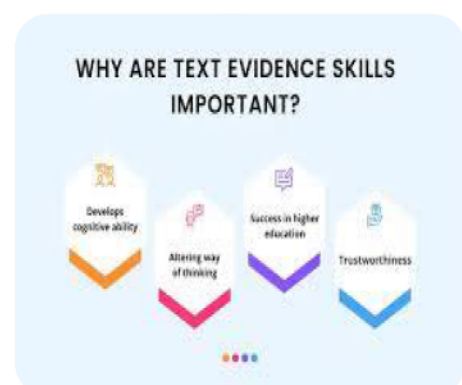 WHY ARE TEXT EVIDENCE SKILLS
IMPORTANT?
Develops
cognitive ability
Altering way
of thinking
Success in higher
education
Trustworthiness